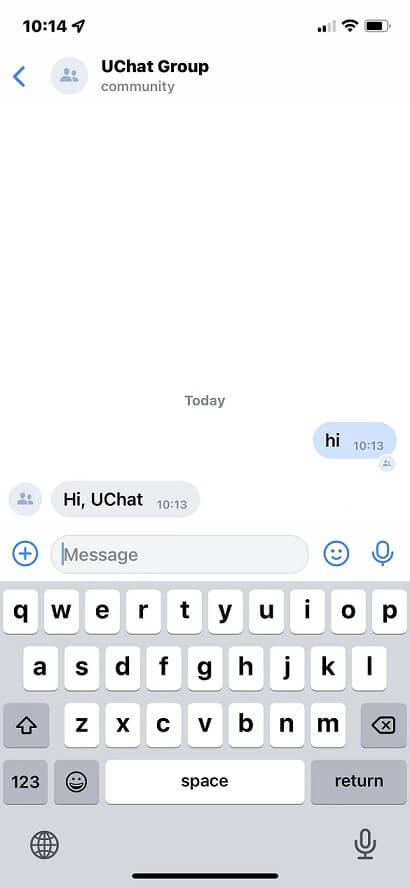 10:14
UChat Group
community
Today
hi 10:13
Hi, UChat 10:13
Message
q w e r t y u i o p
a s d f g h j k l
z x c v b n m
123 space return